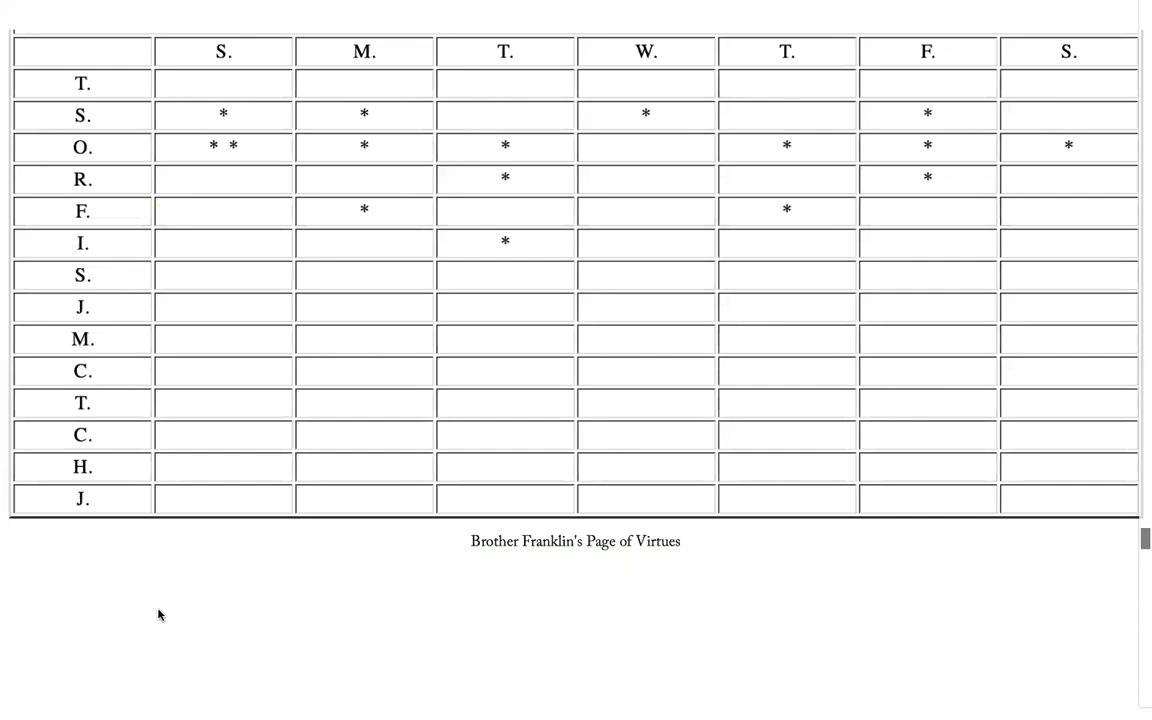 S. M. T. W. T. F. S.
T.
S. * * * *
O. * * * * * * *
R. * *
F. * *
I. *
S.
J.
M.
C.
T.
C.
H.
J.
Brother Franklin's Page of Virtues